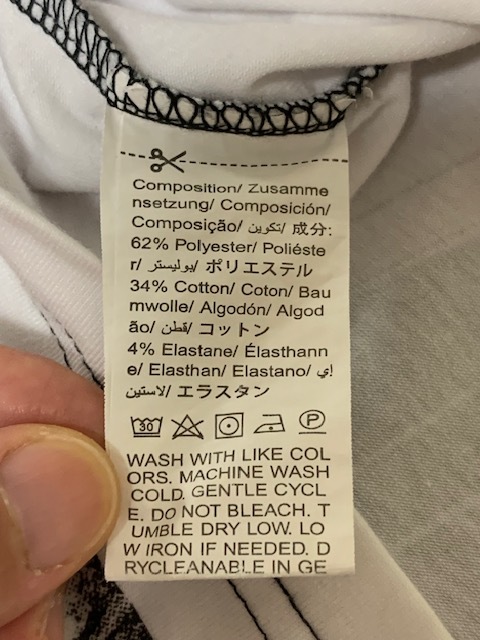 Composition/ Zusamme
nsetzung/ Composición/
Composição/ تكوين/ 成分:
62% Polyester/ Poliéste
r/ بوليستر/ ポリエステル
34% Cotton/ Coton/ Bau
mwolle/ Algodón/ Algod
ão/ قطن/ コットン
4% Elastane/ Élasthann
e/ Elasthan/ Elastano/ إي
لاستين/ エラスタン
30 P
WASH WITH LIKE COL
ORS. MACHINE WASH
COLD. GENTLE CYCL
E. DO NOT BLEACH. T
UMBLE DRY LOW. LO
W IRON IF NEEDED. D
RYCLEANABLE IN GE